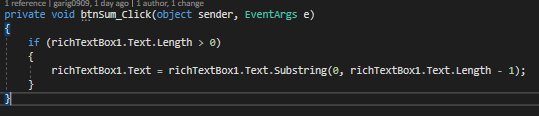 1 reference | garig0909, 1 day ago | 1 author, 1 change
private void btnSum_Click(object sender, EventArgs e)
{
if (richTextBox1.Text.Length > 0)
{
richTextBox1.Text = richTextBox1.Text.Substring(0, richTextBox1.Text.Length - 1);
}
}